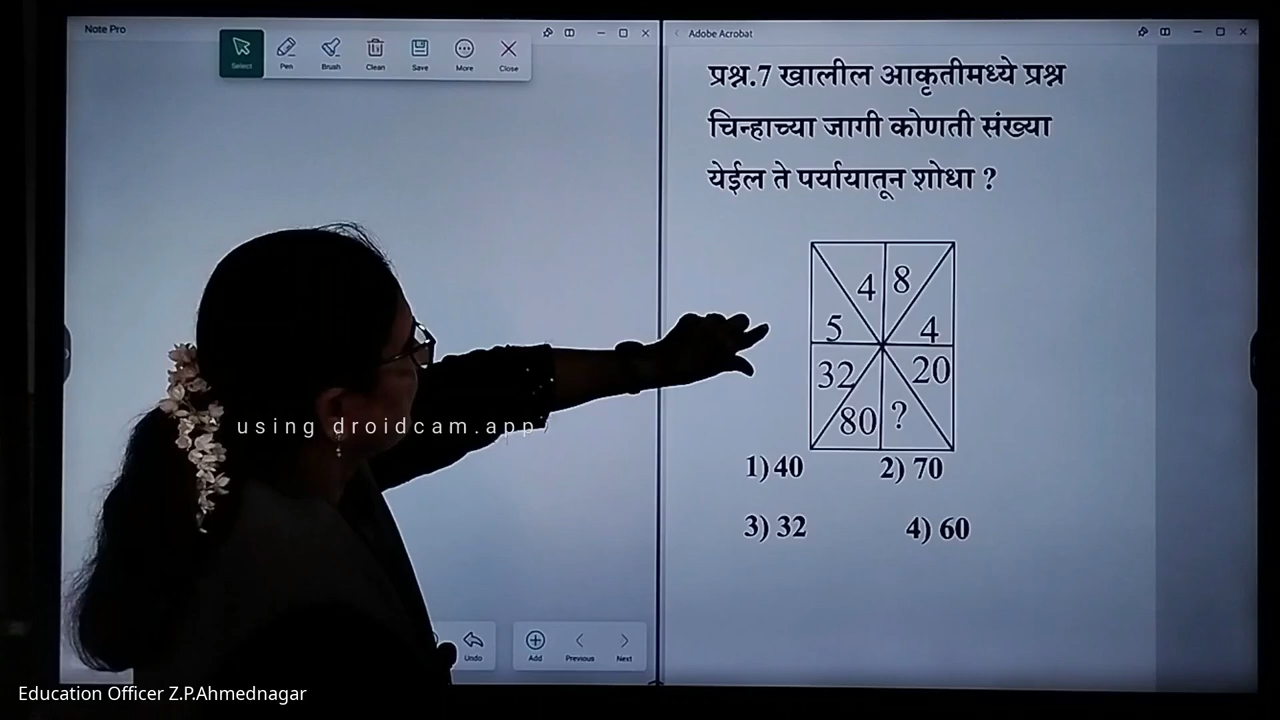 Note Pro
Select
Pen
Brush
Clean
Save
More
Close
Adobe Acrobat
प्रश्न.7 खालील आकृतीमध्ये प्रश्न
चिन्हाच्या जागी कोणती संख्या
येईल ते पर्यायातून शोधा ?
4 8
5 4
32 20
80 ?
1) 40 2) 70
3) 32 4) 60
using droidcam.app
Undo
Add
Previous
Next
Education Officer Z.P.Ahmednagar